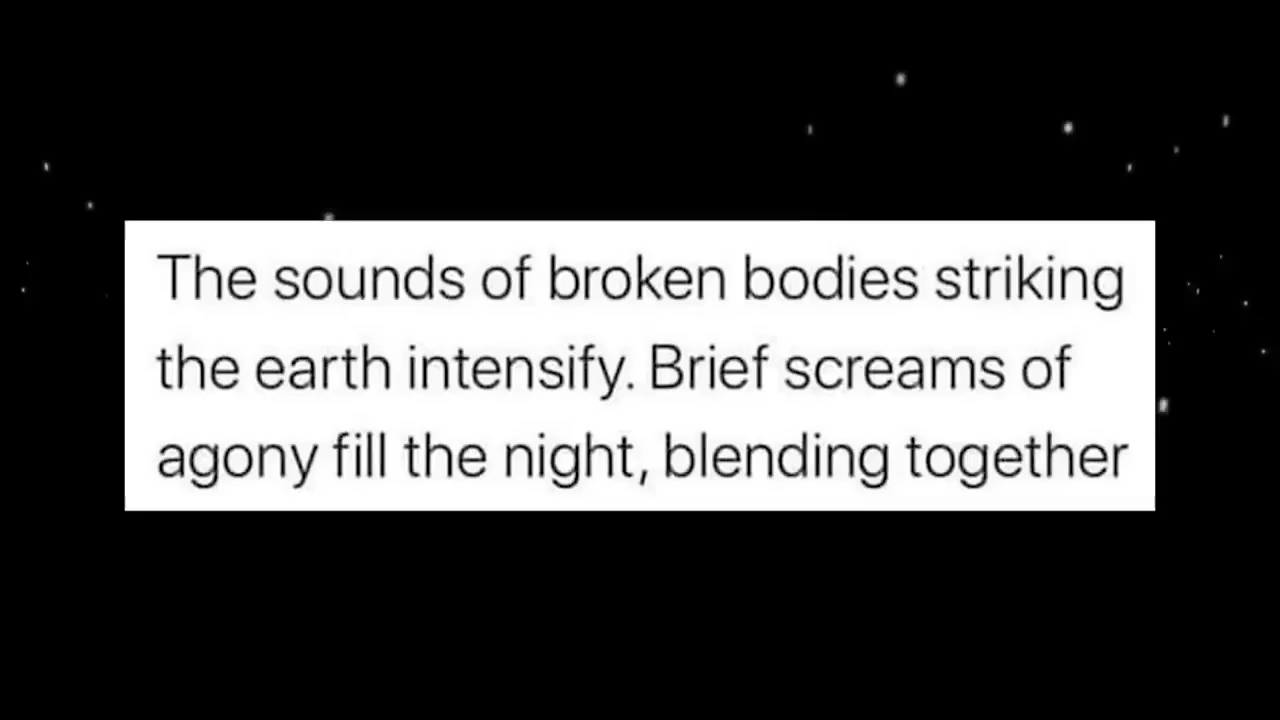 The sounds of broken bodies striking
the earth intensify. Brief screams of
agony fill the night, blending together